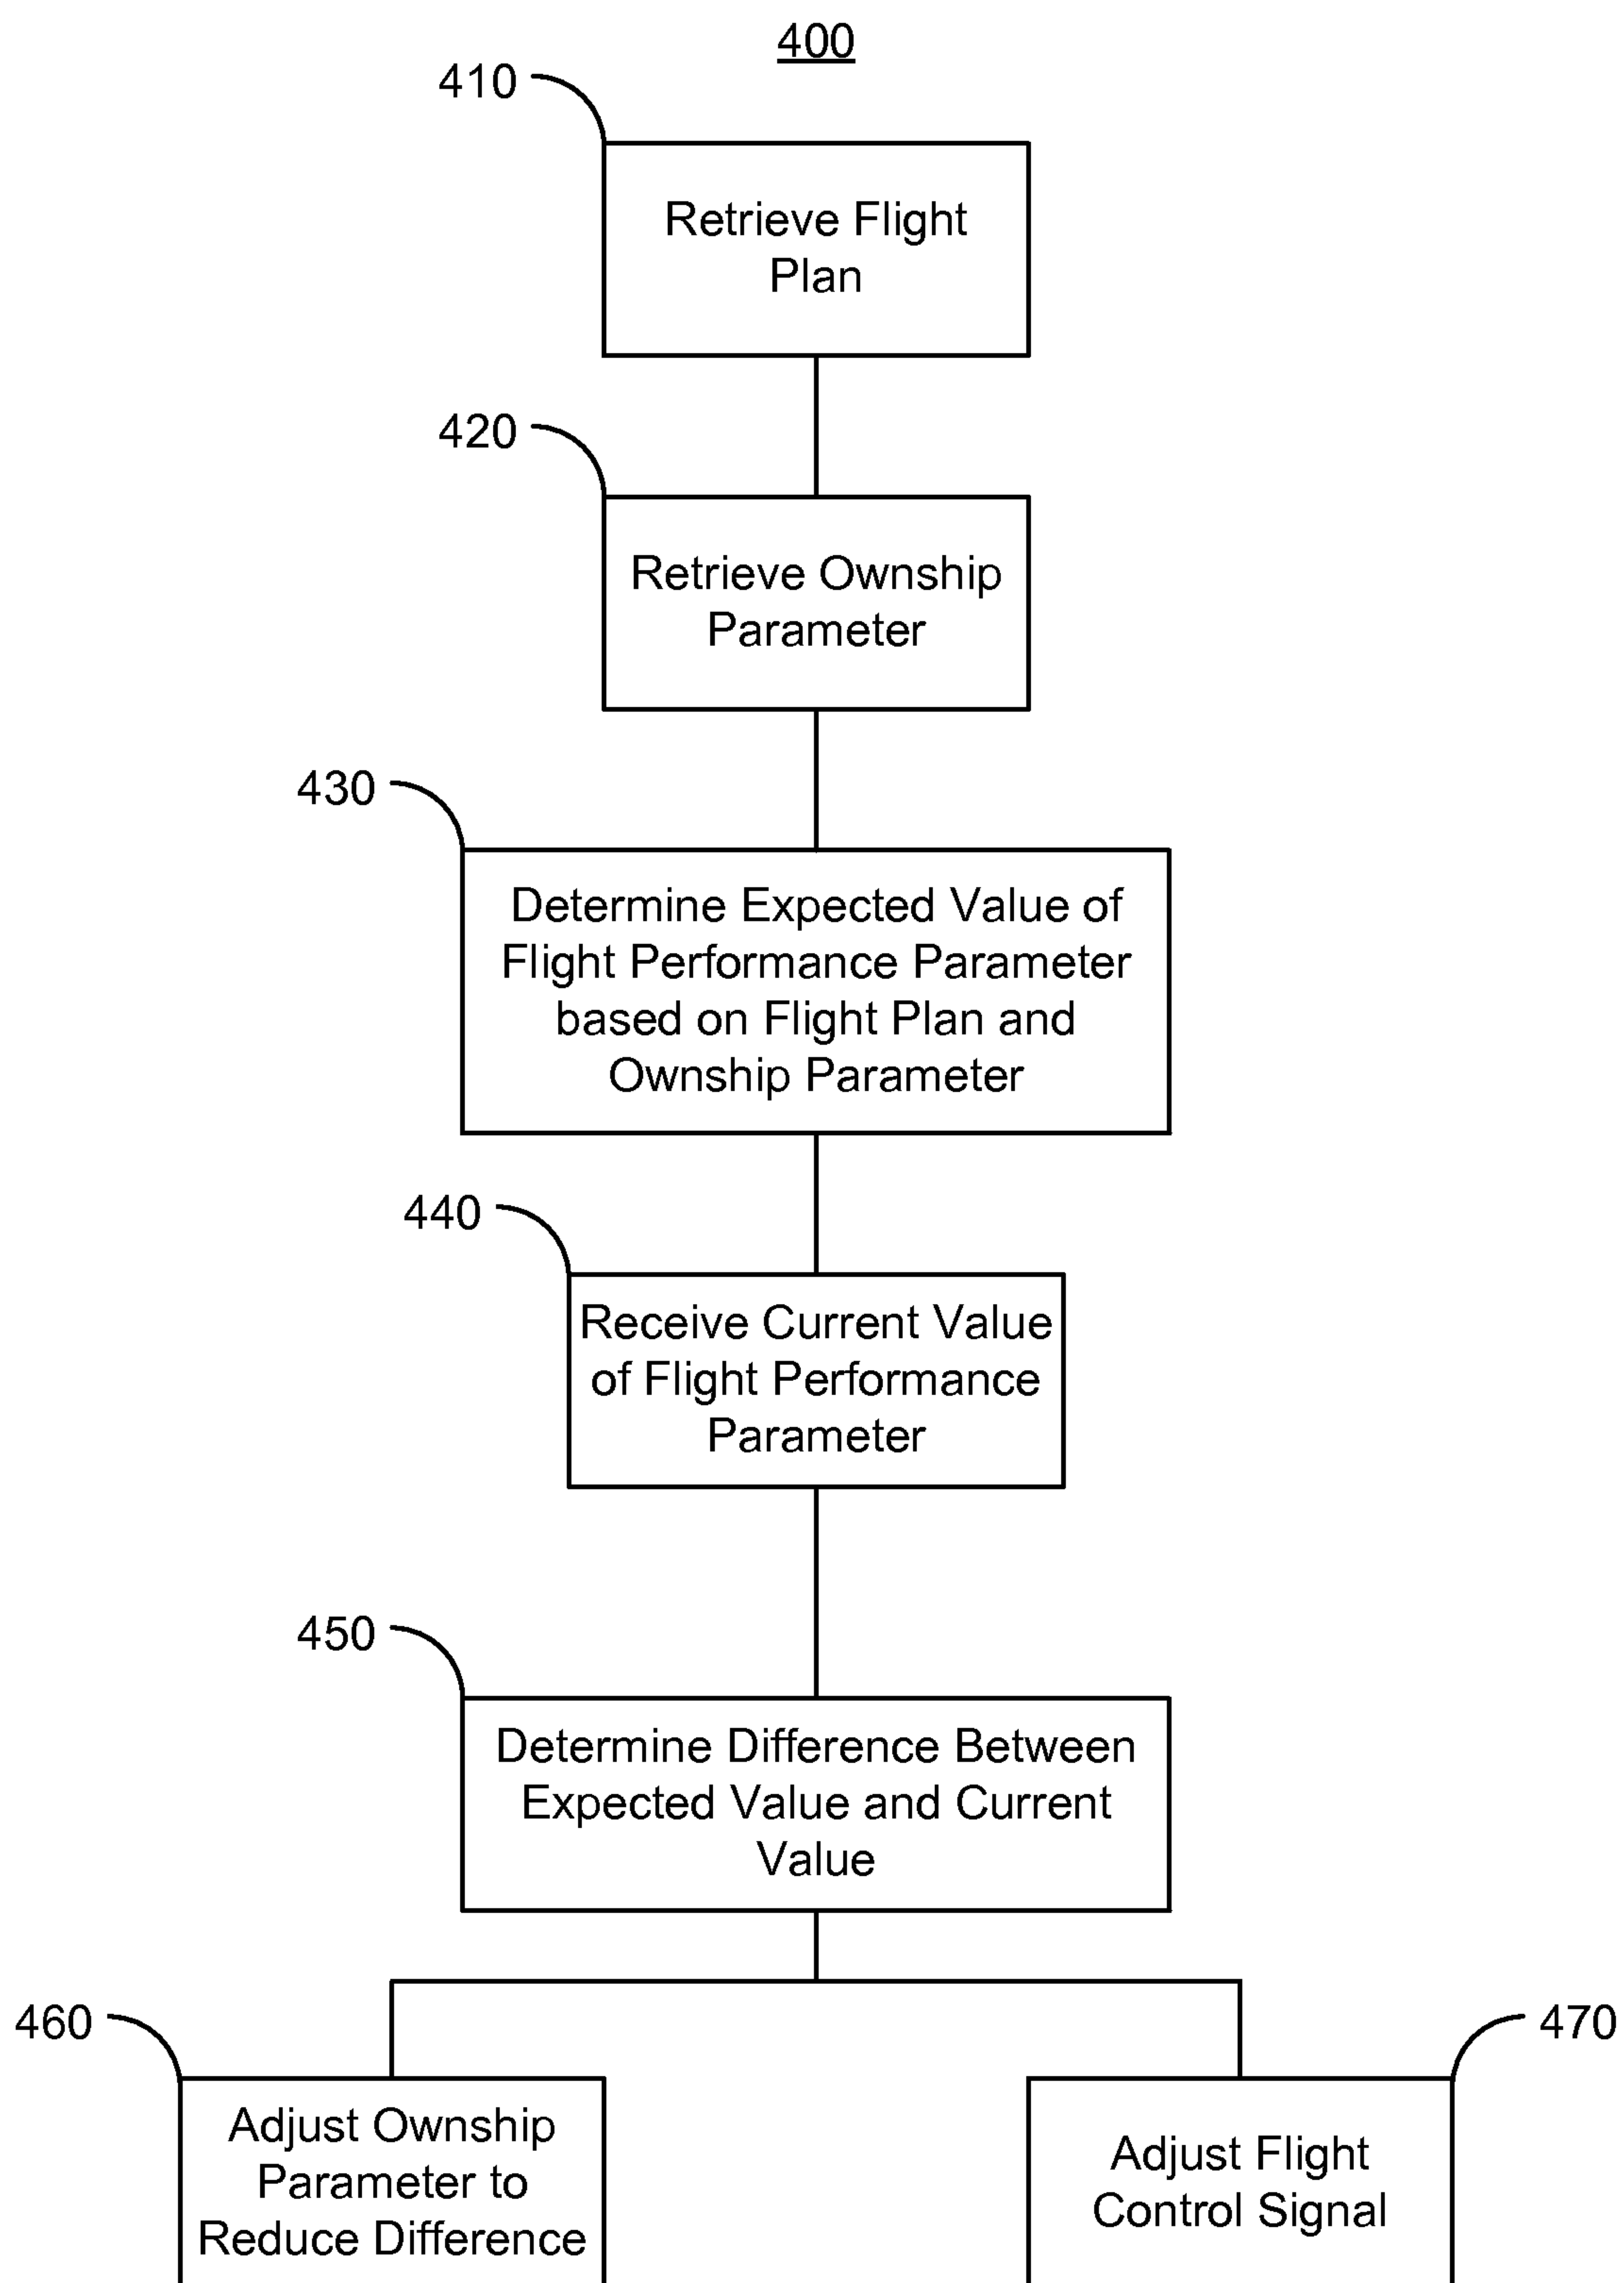 400
410
Retrieve Flight
Plan
420
Retrieve Ownship
Parameter
430
Determine Expected Value of
Flight Performance Parameter
based on Flight Plan and
Ownship Parameter
440
Receive Current Value
of Flight Performance
Parameter
450
Determine Difference Between
Expected Value and Current
Value
460
Adjust Ownship
Parameter to
Reduce Difference
470
Adjust Flight
Control Signal